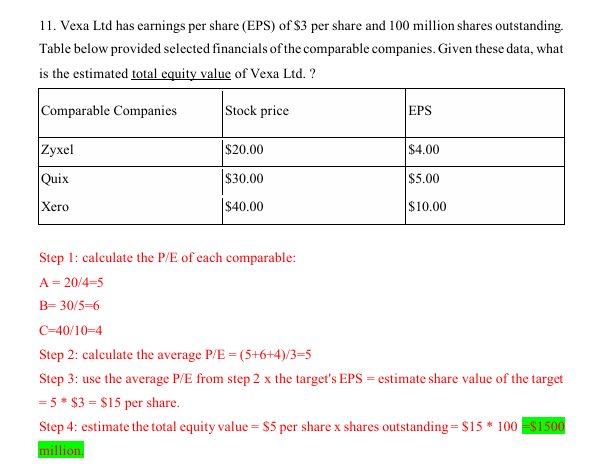 11. Vexa Ltd has earnings per share (EPS) of $3 per share and 100 million shares outstanding.
Table below provided selected financials of the comparable companies. Given these data, what
is the estimated total equity value of Vexa Ltd. ?
Comparable Companies Stock price EPS
Zyxel $20.00 $4.00
Quix $30.00 $5.00
Xero $40.00 $10.00
Step 1: calculate the P/E of each comparable:
A = 20/4=5
B= 30/5=6
C=40/10=4
Step 2: calculate the average P/E = (5+6+4)/3=5
Step 3: use the average P/E from step 2 x the target's EPS = estimate share value of the target
= 5 * $3 = $15 per share.
Step 4: estimate the total equity value = $5 per share x shares outstanding = $15 * 100 =$1500
million.